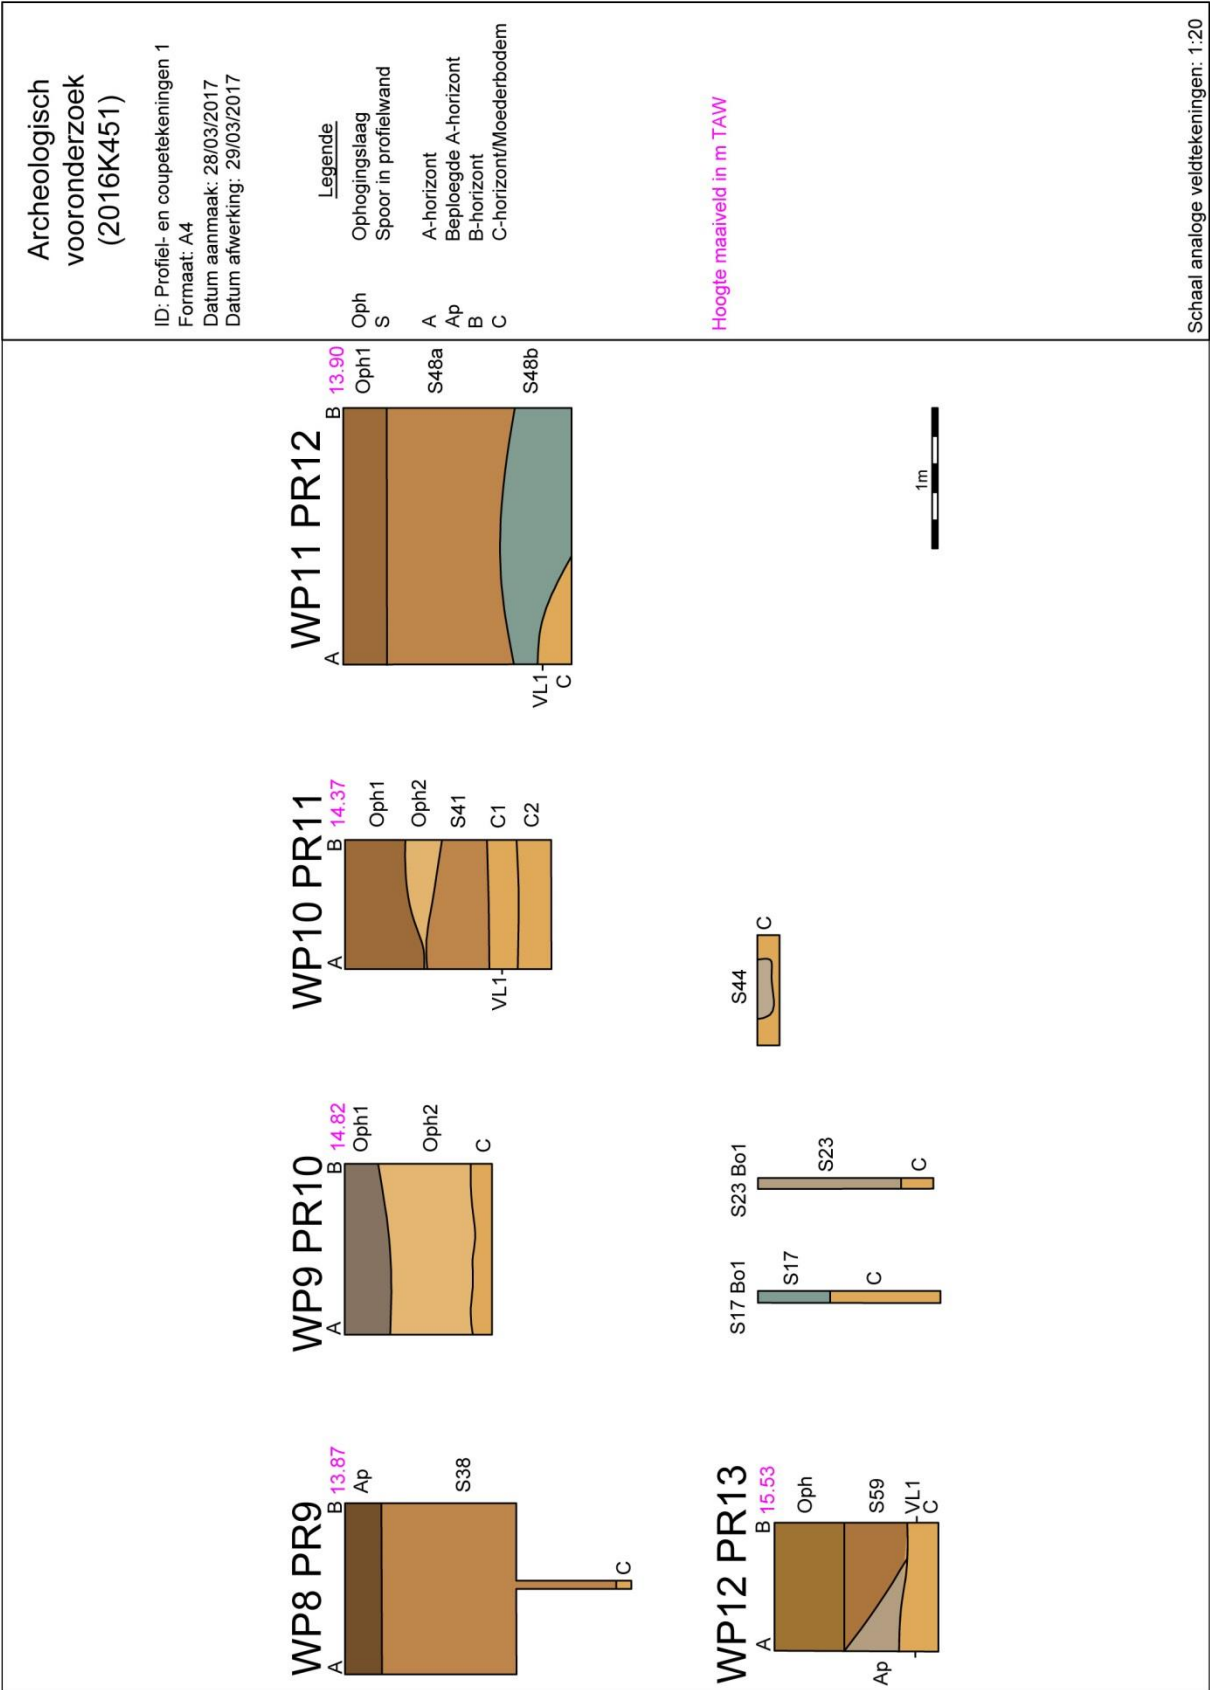 Archeologisch
vooronderzoek
(2016K451)
ID: Profiel- en coupetekeningen 1
Formaat: A4
Datum aanmaak: 28/03/2017
Datum afwerking: 29/03/2017
Legende
Oph Ophogingslaag
S Spoor in profielwand
A A-horizont
Ap Beploegde A-horizont
B B-horizont
C C-horizont/Moederbodem
Hoogte maaiveld in m TAW
Schaal analoge veldtekeningen: 1:20
WP8 PR9
A B 13.87
Ap
S38
C
WP9 PR10
A B 14.82
Oph1
Oph2
C
WP10 PR11
A B 14.37
Oph1
Oph2
S41
C1
VL1
C2
WP11 PR12
A B 13.90
Oph1
S48a
S48b
VL1
C
WP12 PR13
A B 15.53
Oph
S59
Ap
VL1
C
S17 Bo1
S17
C
S23 Bo1
S23
C
S44
C
1m